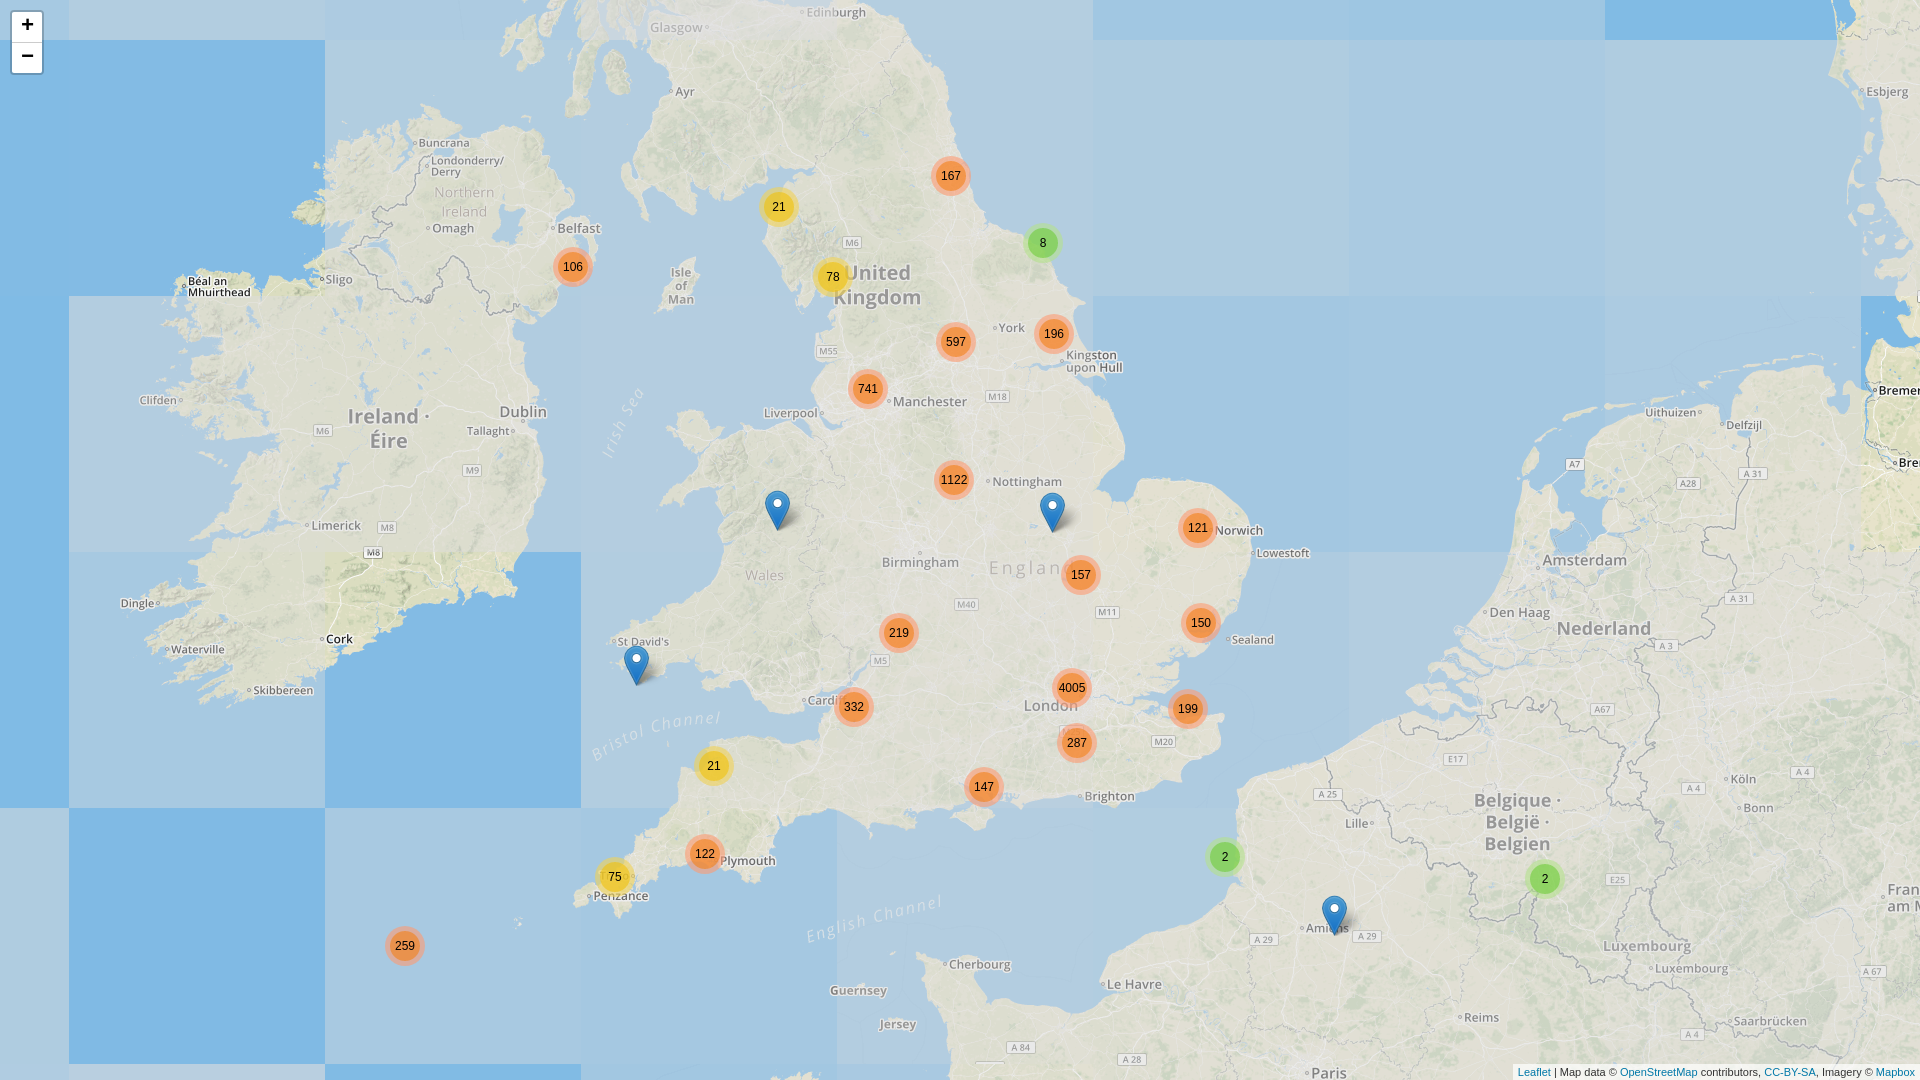 +
−
Edinburgh
Glasgow
Ayr
Esbjerg
Buncrana
Londonderry/
Derry
Northern
Ireland
Omagh
Belfast
167
21
8
M6
106
78
United
Kingdom
Isle
of
Man
Béal an
Mhuirthead
Sligo
York
196
597
M55
Kingston
upon Hull
741
Manchester
M18
Clifden
Ireland ·
Éire
Dublin
Tallaght
M6
Liverpool
Irish Sea
M9
Uithuizen
Delfzijl
A7
A 31
A28
1122
Nottingham
Limerick
M8
M8
121
Norwich
Lowestoft
Birmingham
England
157
Wales
Amsterdam
Dingle
M40
M11
Den Haag
A 31
150
219
Nederland
Cork
St David's
Sealand
Waterville
M5
A 3
Skibbereen
4005
London
332
199
A67
Bristol Channel
287
M20
E17
21
147
Brighton
Köln
A 4
A 4
Bonn
A 25
Lille
Belgique ·
België ·
Belgien
122
Plymouth
2
75
Penzance
2
E25
English Channel
259
Amiens
A 29
A 29
Luxembourg
Luxembourg
A 67
Cherbourg
Le Havre
Guernsey
Jersey
Reims
Saarbrücken
A 4
A 84
A 28
Paris
Leaflet | Map data © OpenStreetMap contributors, CC-BY-SA, Imagery © Mapbox